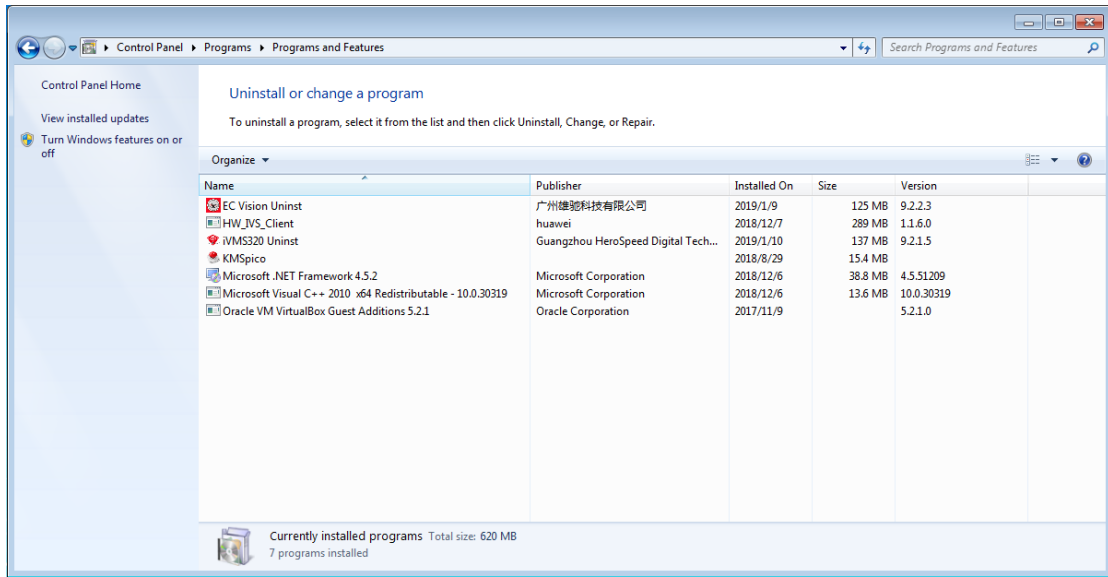 Control Panel Programs Programs and Features Search Programs and Features
Control Panel Home
View installed updates
Turn Windows features on or
off
Uninstall or change a program
To uninstall a program, select it from the list and then click Uninstall, Change, or Repair.
Organize
Name Publisher Installed On Size Version
EC Vision Uninst 广州雄驰科技有限公司 2019/1/9 125 MB 9.2.2.3
HW_IVS_Client huawei 2018/12/7 289 MB 1.1.6.0
iVMS320 Uninst Guangzhou HeroSpeed Digital Tech... 2019/1/10 137 MB 9.2.1.5
KMSpico 2018/8/29 15.4 MB
Microsoft .NET Framework 4.5.2 Microsoft Corporation 2018/12/6 38.8 MB 4.5.51209
Microsoft Visual C++ 2010 x64 Redistributable - 10.0.30319 Microsoft Corporation 2018/12/6 13.6 MB 10.0.30319
Oracle VM VirtualBox Guest Additions 5.2.1 Oracle Corporation 2017/11/9 5.2.1.0
Currently installed programs Total size: 620 MB
7 programs installed